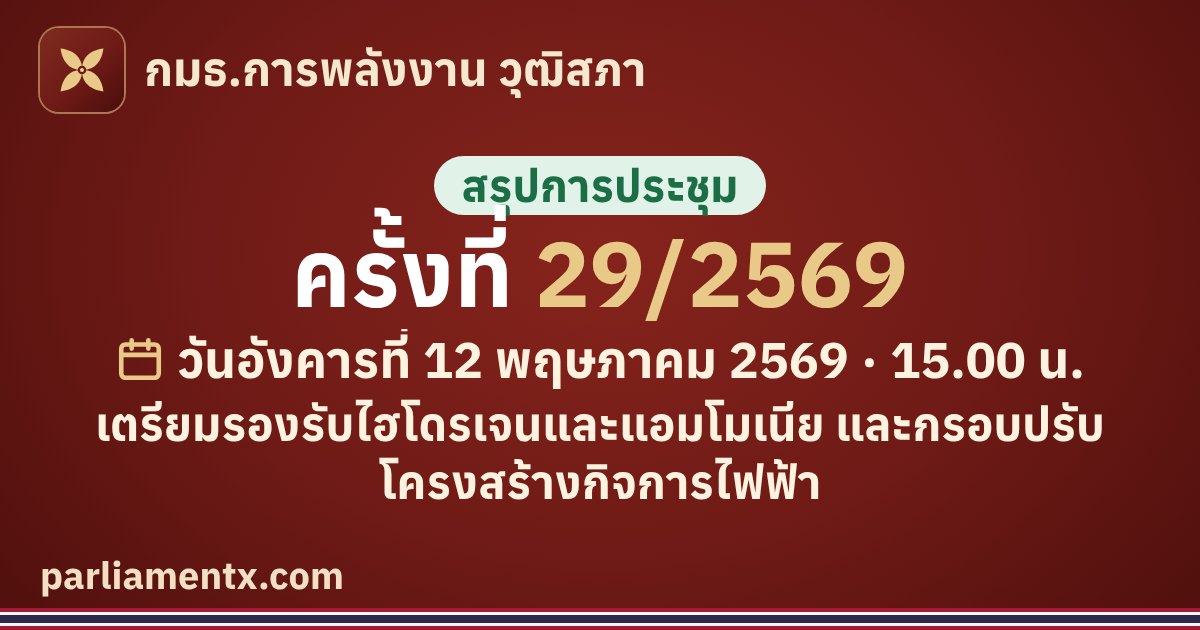 กมธ.การพลังงาน วุฒิสภา
สรุปการประชุม
ครั้งที่ 29/2569
วันอังคารที่ 12 พฤษภาคม 2569 · 15.00 น.
เตรียมรองรับไฮโดรเจนและแอมโมเนีย และกรอบปรับ
โครงสร้างกิจการไฟฟ้า
parliamentx.com